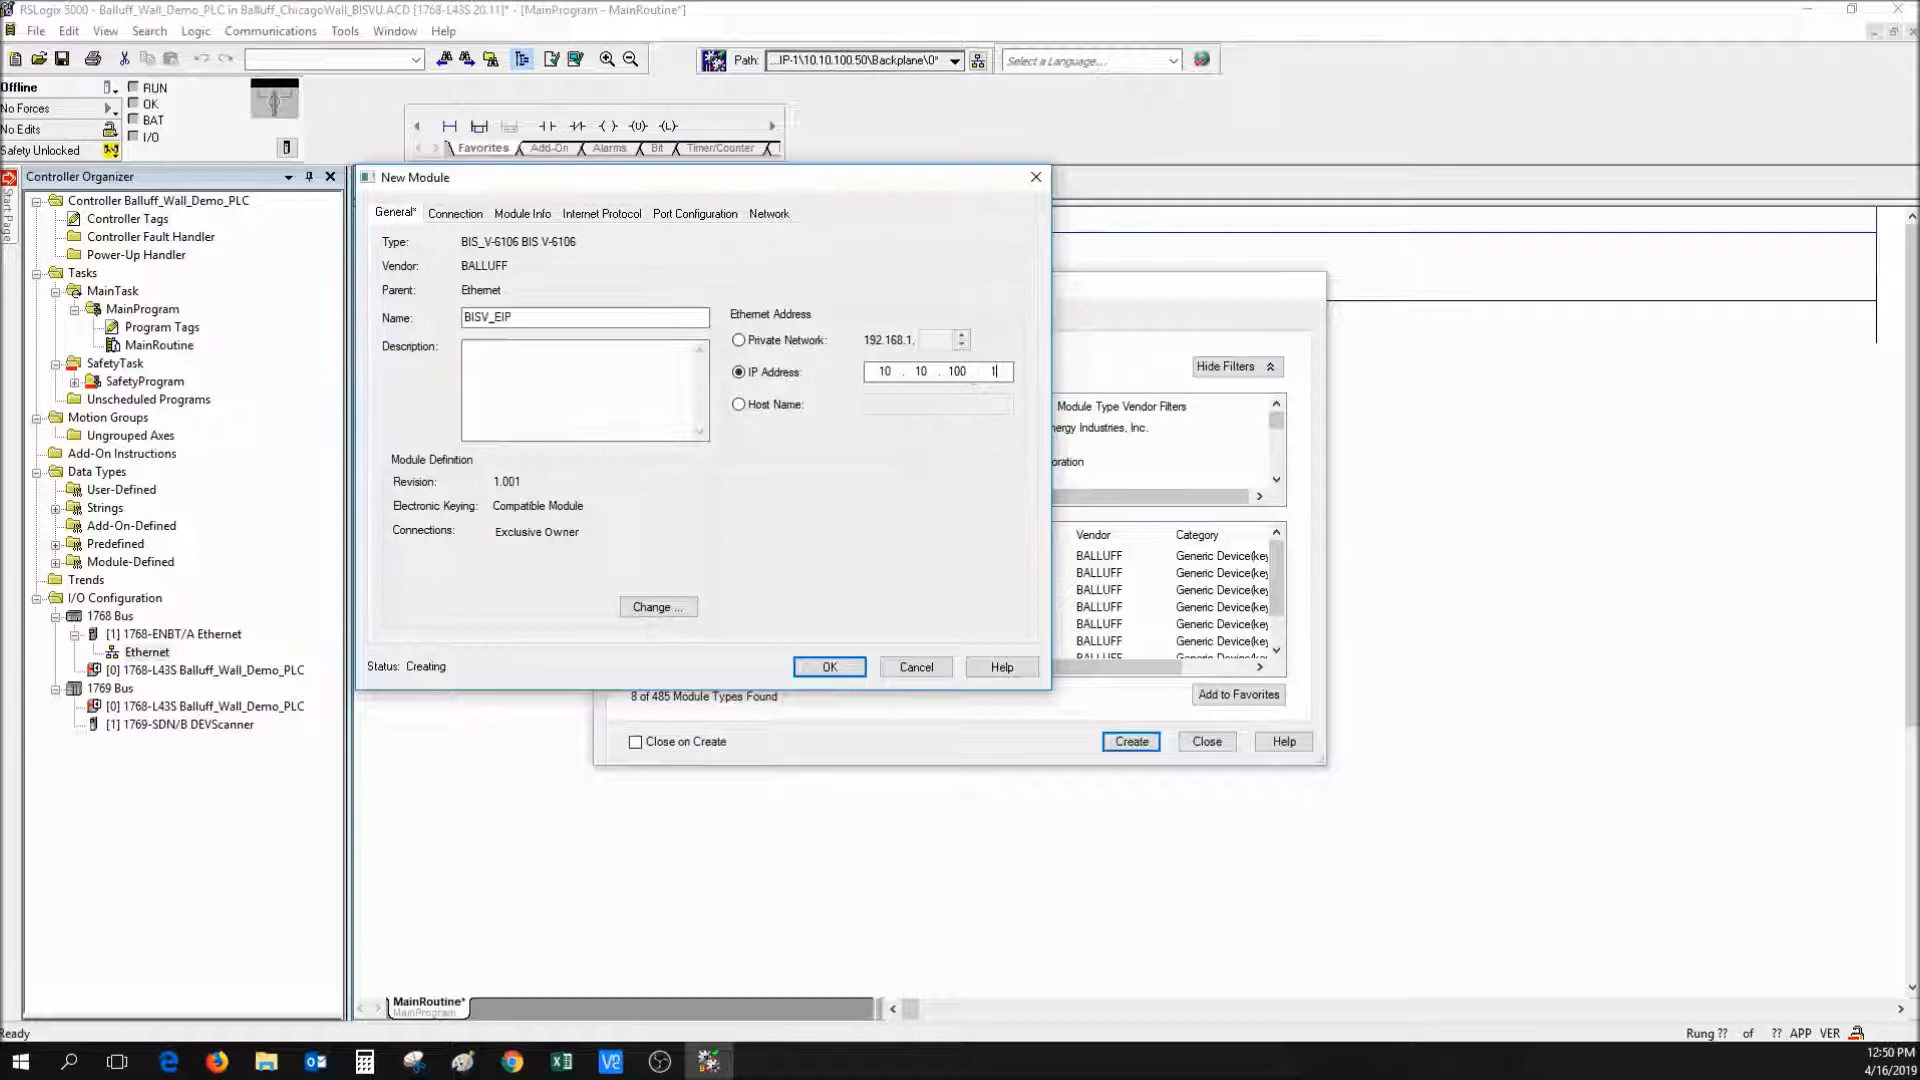 RSLogix 5000 - Balluff_Wall_Demo_PLC in Balluff_ChicagoWall_BISVU.ACD [1768-L43S 20.11]* - [MainProgram - MainRoutine*]
File Edit View Search Logic Communications Tools Window Help
Path: ...IP-1\10.10.100.50\Backplane\0* Select a Language...
Offline RUN
No Forces OK
No Edits BAT
Safety Unlocked I/O
Favorites Add-On Alarms Bit Timer/Counter
Start Page
Controller Organizer
Controller Balluff_Wall_Demo_PLC
Controller Tags
Controller Fault Handler
Power-Up Handler
Tasks
MainTask
MainProgram
Program Tags
MainRoutine
SafetyTask
SafetyProgram
Unscheduled Programs
Motion Groups
Ungrouped Axes
Add-On Instructions
Data Types
User-Defined
Strings
Add-On-Defined
Predefined
Module-Defined
Trends
I/O Configuration
1768 Bus
[1] 1768-ENBT/A Ethernet
Ethernet
[0] 1768-L43S Balluff_Wall_Demo_PLC
1769 Bus
[0] 1768-L43S Balluff_Wall_Demo_PLC
[1] 1769-SDN/B DEVScanner
New Module
General* Connection Module Info Internet Protocol Port Configuration Network
Type: BIS_V-6106 BIS V-6106
Vendor: BALLUFF
Parent: Ethernet
Name: BISV_EIP
Description:
Ethernet Address
Private Network: 192.168.1.
IP Address: 10 . 10 . 100 . 1
Host Name:
Module Definition
Revision: 1.001
Electronic Keying: Compatible Module
Connections: Exclusive Owner
Change ...
Status: Creating OK Cancel Help
Hide Filters
Module Type Vendor Filters
nergy Industries, Inc.
oration
Vendor Category
BALLUFF Generic Device(key
BALLUFF Generic Device(key
BALLUFF Generic Device(key
BALLUFF Generic Device(key
BALLUFF Generic Device(key
BALLUFF Generic Device(key
BALLUFF Generic Device(key
8 of 485 Module Types Found Add to Favorites
Close on Create Create Close Help
MainRoutine*
MainProgram
Ready Rung ?? of ?? APP VER
12:50 PM
4/16/2019